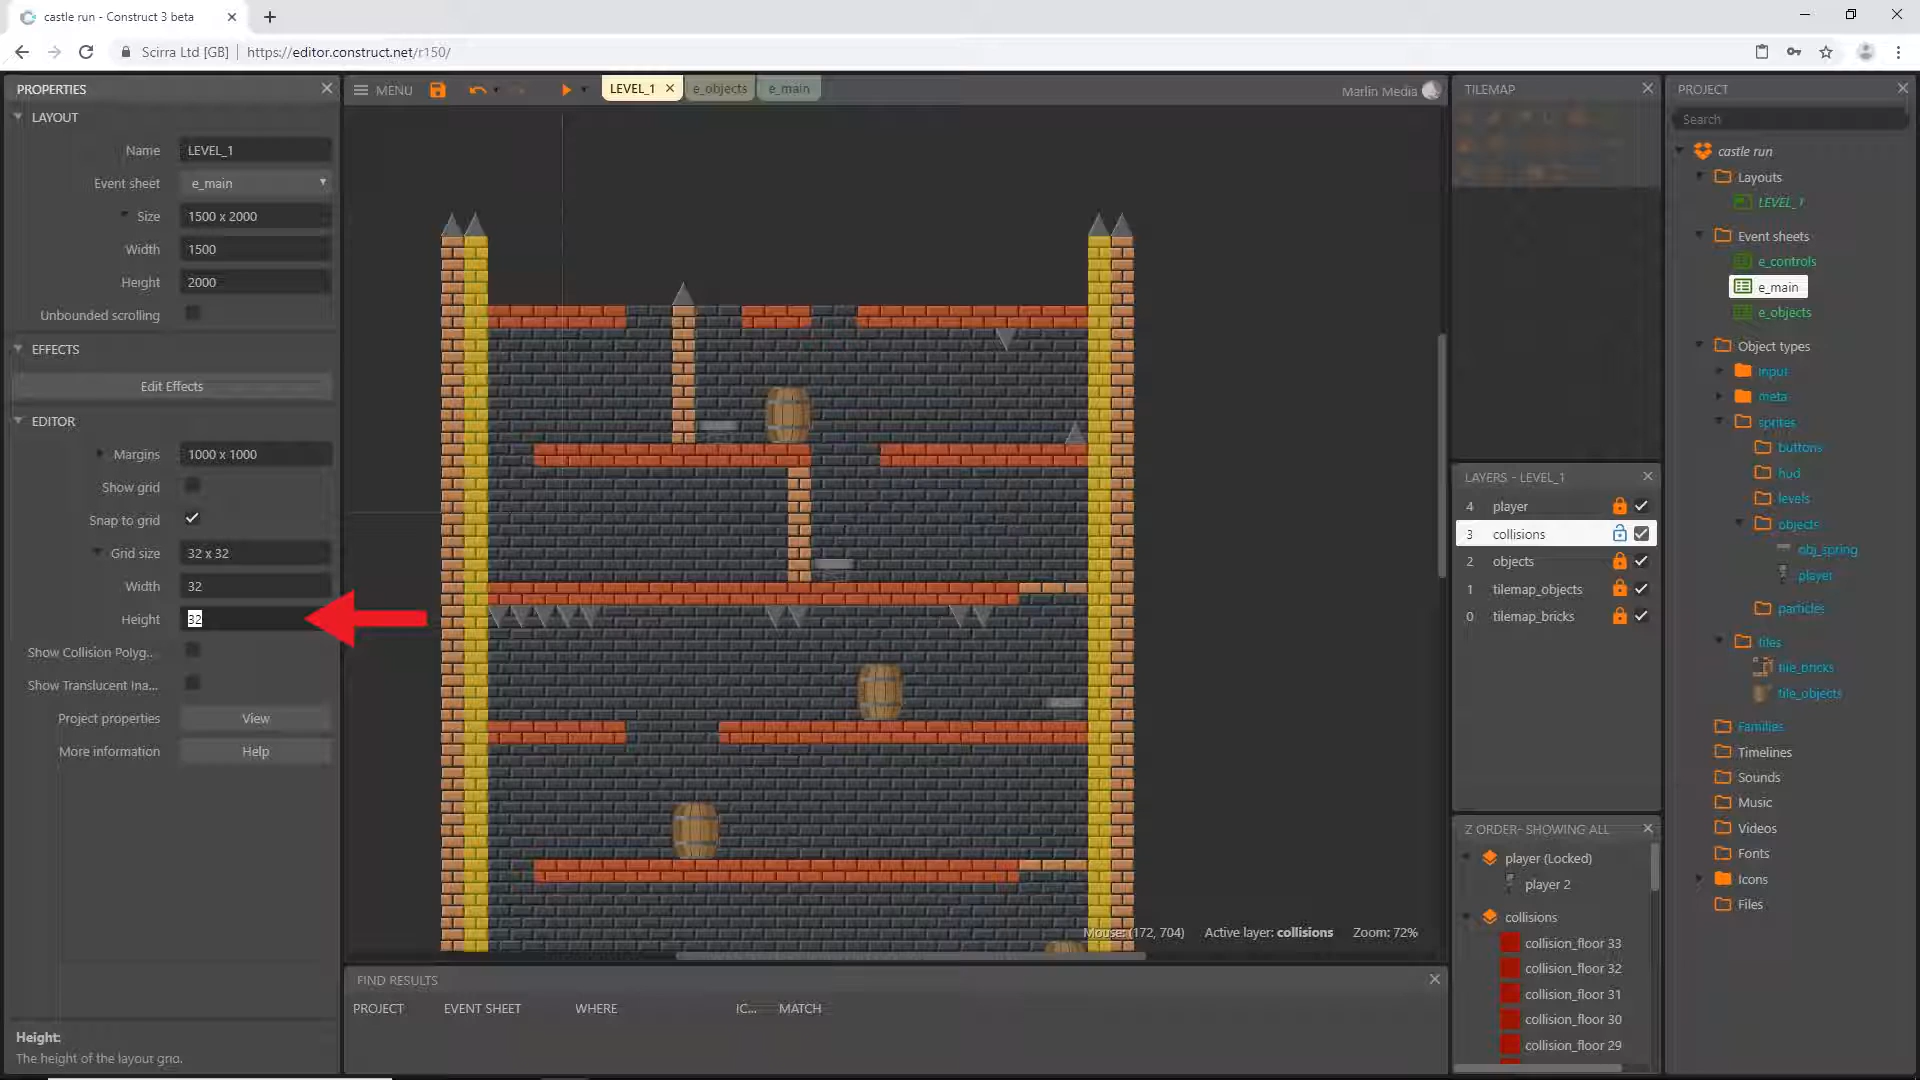 castle run - Construct 3 beta
Scirra Ltd [GB]
https://editor.construct.net/r150/
PROPERTIES
LAYOUT
Name LEVEL_1
Event sheet e_main
Size 1500 x 2000
Width 1500
Height 2000
Unbounded scrolling
EFFECTS
Edit Effects
EDITOR
Margins 1000 x 1000
Show grid
Snap to grid
Grid size 32 x 32
Width 32
Height 32
Show Collision Polyg...
Show Translucent Ina...
Project properties View
More information Help
Height:
The height of the layout grid.
MENU
LEVEL_1
e_objects
e_main
Marlin Media
Mouse: (172, 704) Active layer: collisions Zoom: 72%
FIND RESULTS
PROJECT EVENT SHEET WHERE IC... MATCH
TILEMAP
LAYERS - LEVEL_1
4 player
3 collisions
2 objects
1 tilemap_objects
0 tilemap_bricks
Z ORDER- SHOWING ALL
player (Locked)
player 2
collisions
collision_floor 33
collision_floor 32
collision_floor 31
collision_floor 30
collision_floor 29
PROJECT
Search
castle run
Layouts
LEVEL_1
Event sheets
e_controls
e_main
e_objects
Object types
input
meta
sprites
buttons
hud
levels
objects
obj_spring
player
particles
tiles
tile_bricks
tile_objects
Families
Timelines
Sounds
Music
Videos
Fonts
Icons
Files